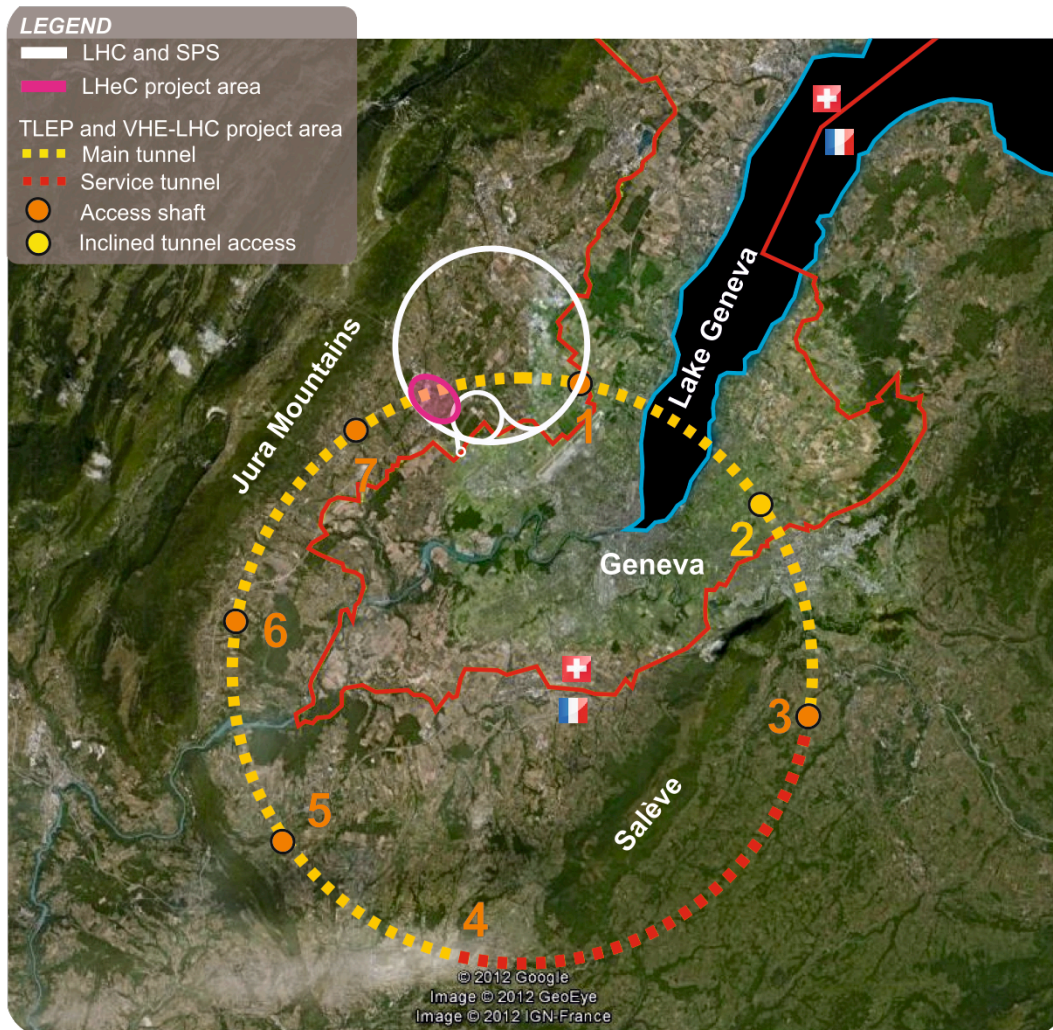 LEGEND
LHC and SPS
LHeC project area
TLEP and VHE-LHC project area
Main tunnel
Service tunnel
Access shaft
Inclined tunnel access
Lake Geneva
Jura Mountains
1
7
2
Geneva
6
3
Salève
5
4
© 2012 Google
Image © 2012 GeoEye
Image © 2012 IGN-France